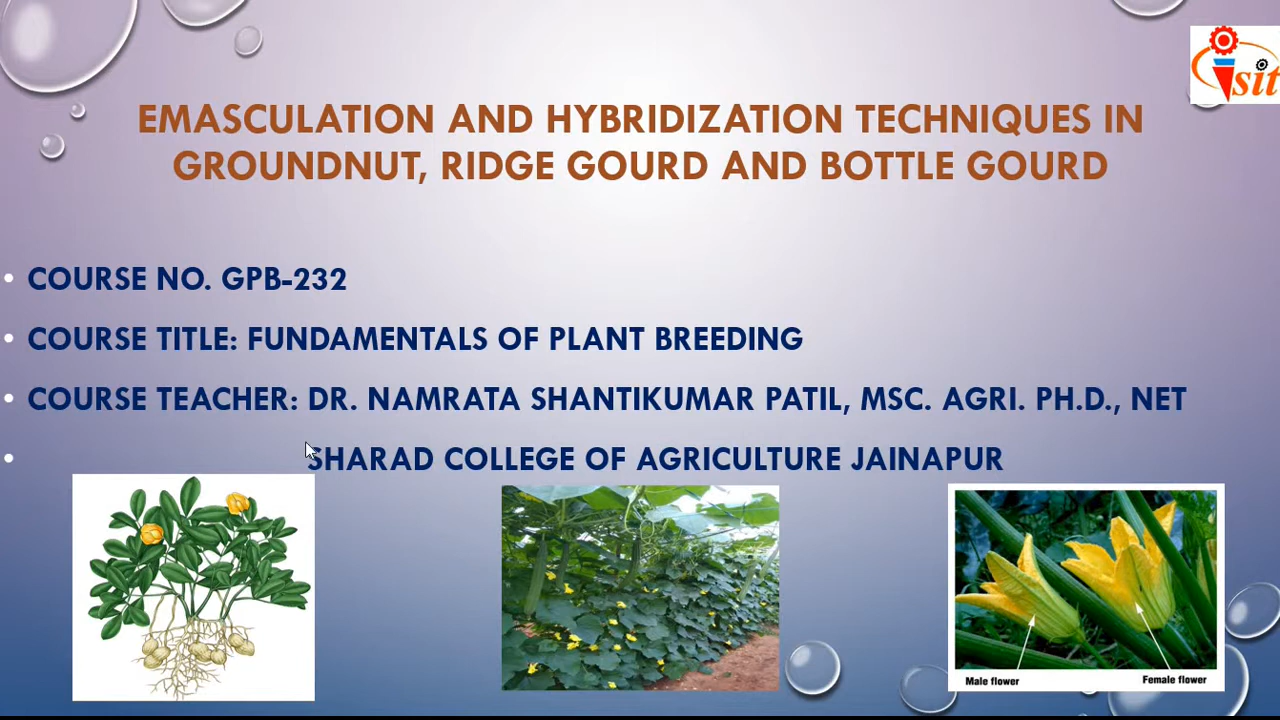 sit
EMASCULATION AND HYBRIDIZATION TECHNIQUES IN
GROUNDNUT, RIDGE GOURD AND BOTTLE GOURD
• COURSE NO. GPB-232
• COURSE TITLE: FUNDAMENTALS OF PLANT BREEDING
• COURSE TEACHER: DR. NAMRATA SHANTIKUMAR PATIL, MSC. AGRI. PH.D., NET
• SHARAD COLLEGE OF AGRICULTURE JAINAPUR
Male flower
Female flower